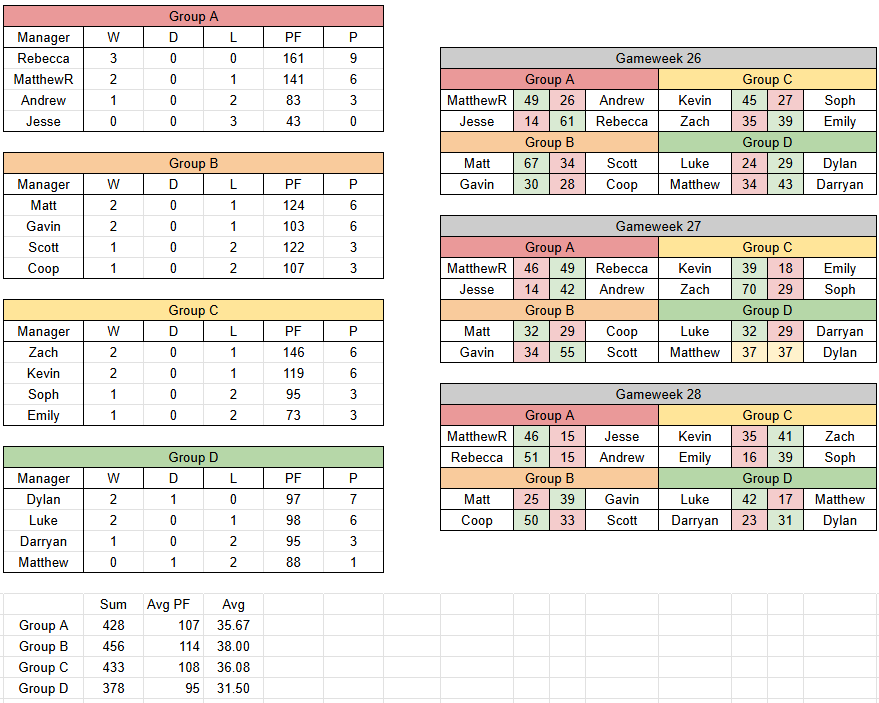 Group A
Manager W D L PF P
Rebecca 3 0 0 161 9
MatthewR 2 0 1 141 6
Andrew 1 0 2 83 3
Jesse 0 0 3 43 0
Group B
Manager W D L PF P
Matt 2 0 1 124 6
Gavin 2 0 1 103 6
Scott 1 0 2 122 3
Coop 1 0 2 107 3
Group C
Manager W D L PF P
Zach 2 0 1 146 6
Kevin 2 0 1 119 6
Soph 1 0 2 95 3
Emily 1 0 2 73 3
Group D
Manager W D L PF P
Dylan 2 1 0 97 7
Luke 2 0 1 98 6
Darryan 1 0 2 95 3
Matthew 0 1 2 88 1
Sum Avg PF Avg
Group A 428 107 35.67
Group B 456 114 38.00
Group C 433 108 36.08
Group D 378 95 31.50
Gameweek 26
Group A Group C
MatthewR 49 26 Andrew Kevin 45 27 Soph
Jesse 14 61 Rebecca Zach 35 39 Emily
Group B Group D
Matt 67 34 Scott Luke 24 29 Dylan
Gavin 30 28 Coop Matthew 34 43 Darryan
Gameweek 27
Group A Group C
MatthewR 46 49 Rebecca Kevin 39 18 Emily
Jesse 14 42 Andrew Zach 70 29 Soph
Group B Group D
Matt 32 29 Coop Luke 32 29 Darryan
Gavin 34 55 Scott Matthew 37 37 Dylan
Gameweek 28
Group A Group C
MatthewR 46 15 Jesse Kevin 35 41 Zach
Rebecca 51 15 Andrew Emily 16 39 Soph
Group B Group D
Matt 25 39 Gavin Luke 42 17 Matthew
Coop 50 33 Scott Darryan 23 31 Dylan